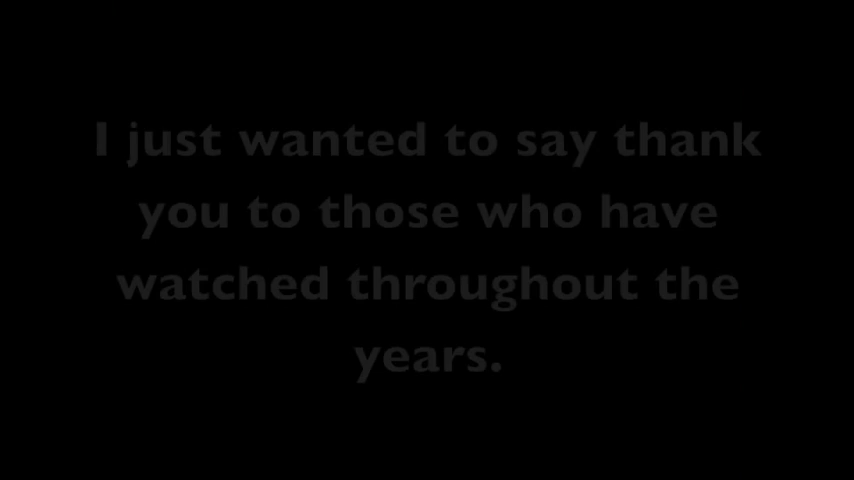 I just wanted to say thank
you to those who have
watched throughout the
years.